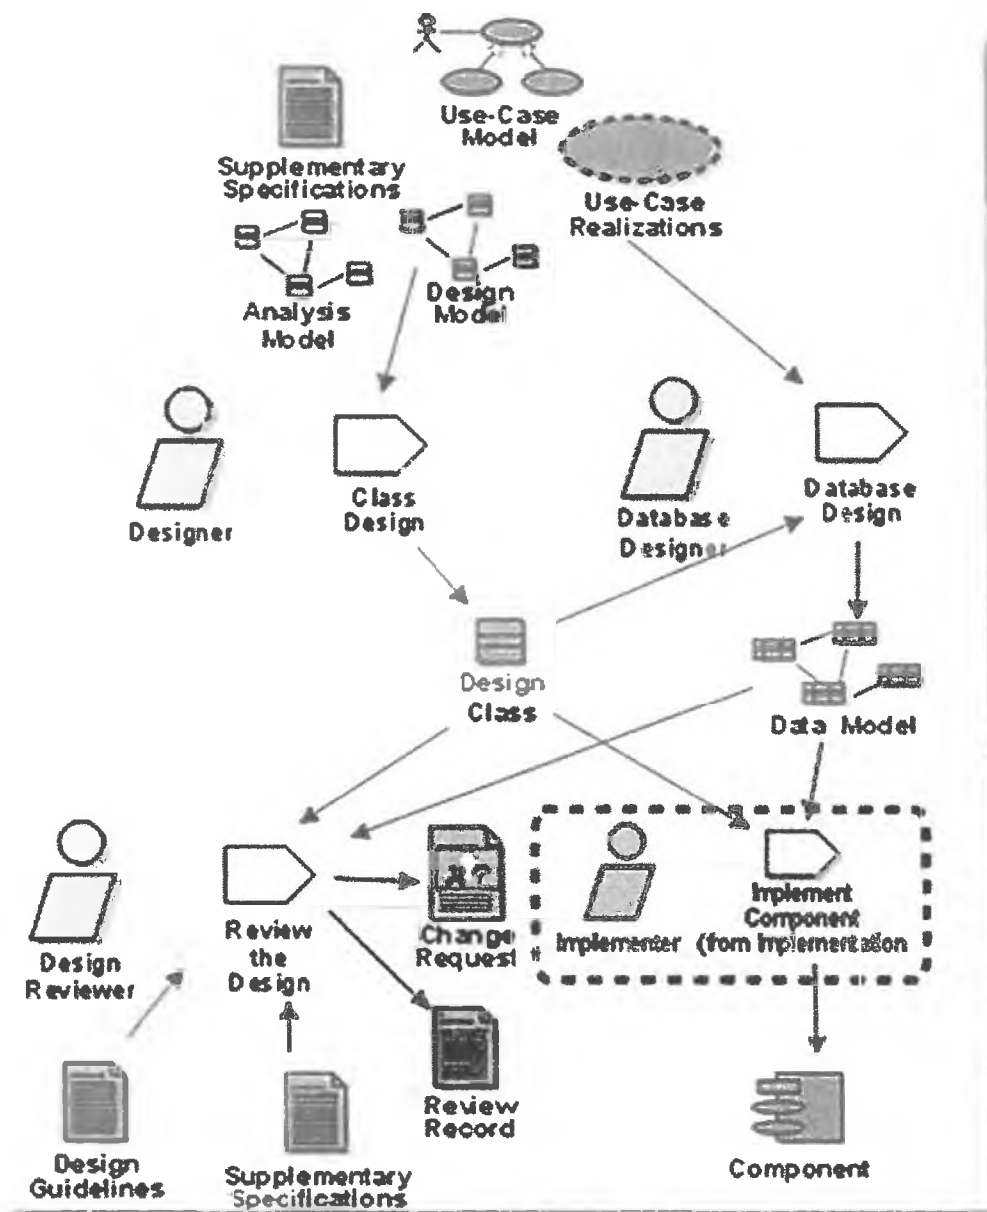 Use-Case
Model
Supplementary
Specifications
Use-Case
Realizations
Analysis
Model
Design
Model
Designer
Class
Design
Database
Designer
Database
Design
Design
Class
Data Model
Design
Reviewer
Review
the
Design
Change
Request
Implementer
Implement
Component
(from Implementation
Review
Record
Design
Guidelines
Supplementary
Specifications
Component